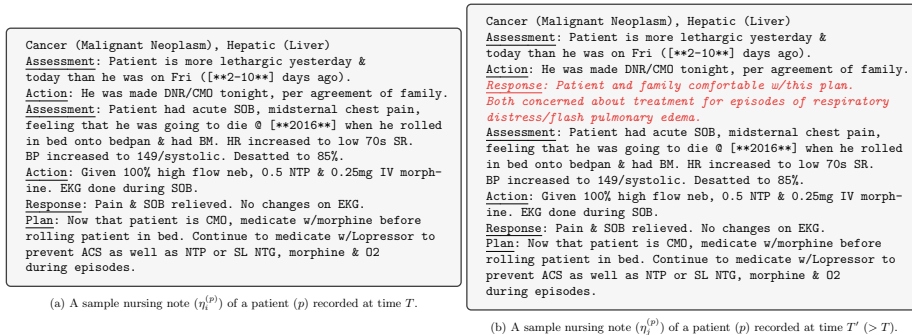 Cancer (Malignant Neoplasm), Hepatic (Liver)
Assessment: Patient is more lethargic yesterday &
today than he was on Fri ([**2-10**] days ago).
Action: He was made DNR/CMO tonight, per agreement of family.
Assessment: Patient had acute SOB, midsternal chest pain,
feeling that he was going to die @ [**2016**] when he rolled
in bed onto bedpan & had BM. HR increased to low 70s SR.
BP increased to 149/systolic. Desatted to 85%.
Action: Given 100% high flow neb, 0.5 NTP & 0.25mg IV morph-
ine. EKG done during SOB.
Response: Pain & SOB relieved. No changes on EKG.
Plan: Now that patient is CMO, medicate w/morphine before
rolling patient in bed. Continue to medicate w/Lopressor to
prevent ACS as well as NTP or SL NTG, morphine & O2
during episodes.
(a) A sample nursing note (η_i^(p)) of a patient (p) recorded at time T.
Cancer (Malignant Neoplasm), Hepatic (Liver)
Assessment: Patient is more lethargic yesterday &
today than he was on Fri ([**2-10**] days ago).
Action: He was made DNR/CMO tonight, per agreement of family.
Response: Patient and family comfortable w/this plan.
Both concerned about treatment for episodes of respiratory
distress/flash pulmonary edema.
Assessment: Patient had acute SOB, midsternal chest pain,
feeling that he was going to die @ [**2016**] when he rolled
in bed onto bedpan & had BM. HR increased to low 70s SR.
BP increased to 149/systolic. Desatted to 85%.
Action: Given 100% high flow neb, 0.5 NTP & 0.25mg IV morph-
ine. EKG done during SOB.
Response: Pain & SOB relieved. No changes on EKG.
Plan: Now that patient is CMO, medicate w/morphine before
rolling patient in bed. Continue to medicate w/Lopressor to
prevent ACS as well as NTP or SL NTG, morphine & O2
during episodes.
(b) A sample nursing note (η_j^(p)) of a patient (p) recorded at time T′ (> T).